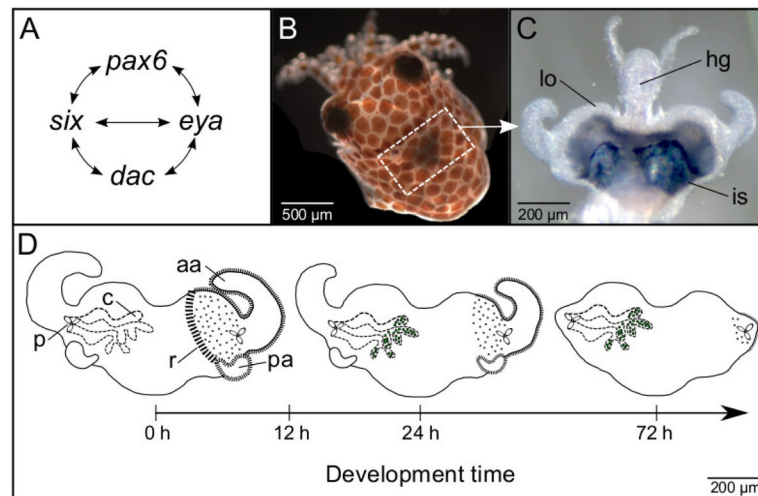 A
pax6
six
eya
dac
B
500 µm
C
hg
lo
is
200 µm
D
aa
c
p
r
pa
0 h
12 h
24 h
72 h
Development time
200 µm